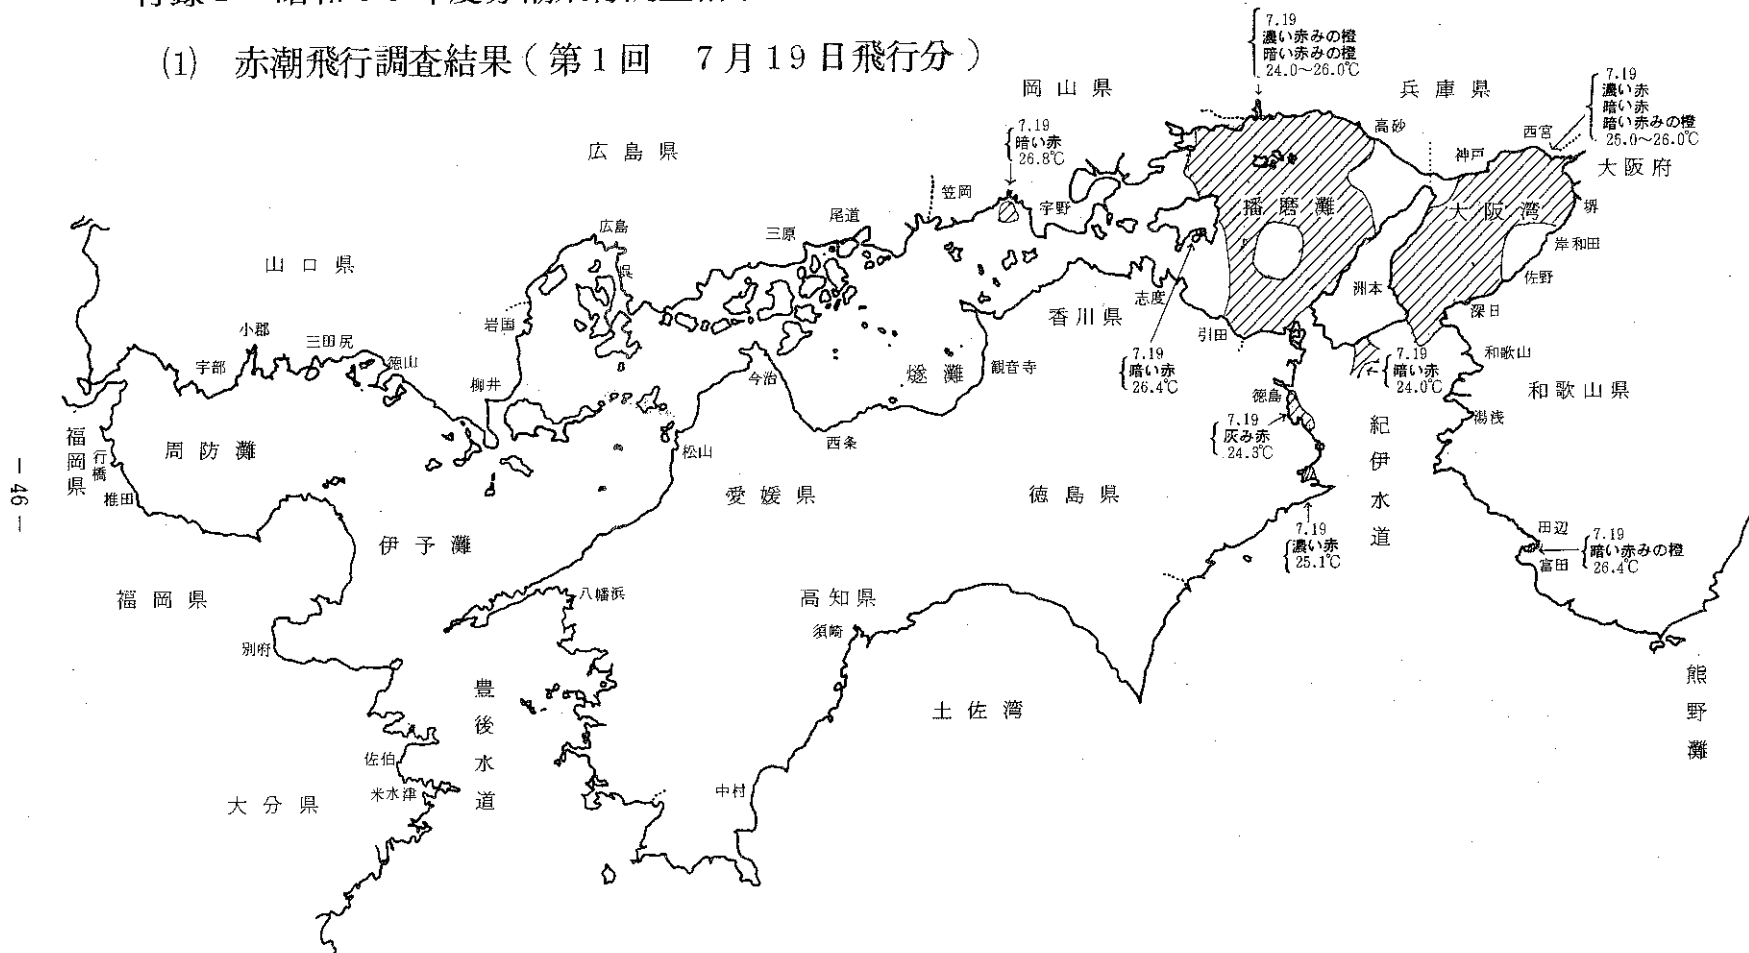 (1) 赤潮飛行調査結果（第1回 7月19日飛行分）
7.19
濃い赤みの橙
暗い赤みの橙
24.0〜26.0℃
岡山県
兵庫県
7.19
濃い赤
暗い赤
暗い赤みの橙
25.0〜26.0℃
広島県
7.19
暗い赤
26.8℃
高砂
西宮
神戸
大阪府
笠岡
宇野
播磨灘
大阪湾
堺
尾道
三原
広島
呉
岸和田
佐野
山口県
岩国
志度
香川県
洲本
深日
引田
和歌山
小郡
三田尻
宇部
徳山
柳井
今治
燧灘
観音寺
7.19
暗い赤
26.4℃
7.19
暗い赤
24.0℃
和歌山県
徳島
湯浅
7.19
灰み赤
24.3℃
福岡県
行橋
椎田
周防灘
松山
西条
紀伊水道
愛媛県
徳島県
伊予灘
7.19
濃い赤
25.1℃
田辺
富田
7.19
暗い赤みの橙
26.4℃
福岡県
八幡浜
高知県
須崎
別府
豊後水道
土佐湾
熊野灘
佐伯
米水津
大分県
中村
— 46 —